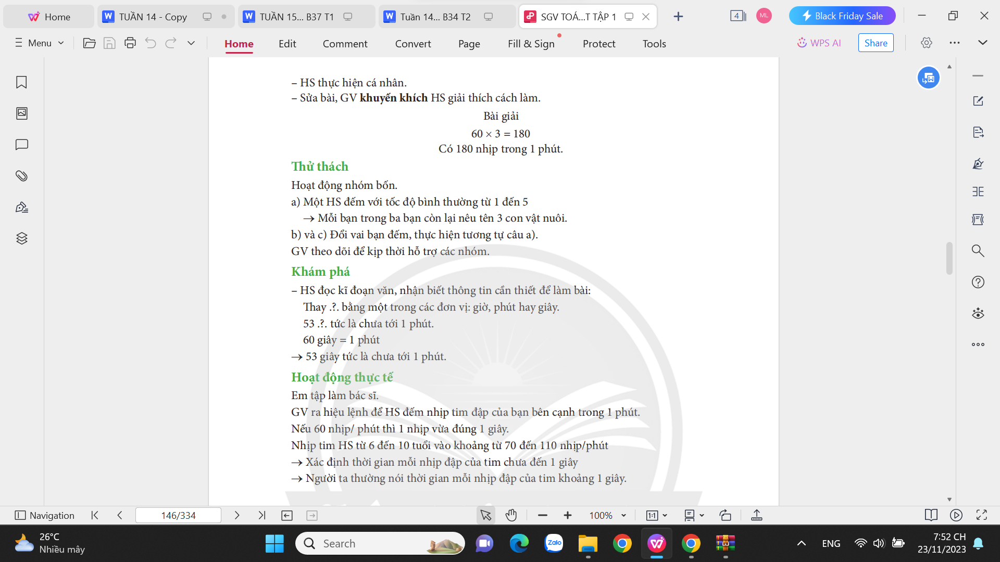 Home
TUẦN 14 - Copy
TUẦN 15... B37 T1
Tuần 14... B34 T2
SGV TOÁ...T TẬP 1
4
ML
Black Friday Sale
Menu
Home
Edit
Comment
Convert
Page
Fill & Sign
Protect
Tools
WPS AI
Share
– HS thực hiện cá nhân.
– Sửa bài, GV khuyến khích HS giải thích cách làm.
Bài giải
60 × 3 = 180
Có 180 nhịp trong 1 phút.
Thử thách
Hoạt động nhóm bốn.
a) Một HS đếm với tốc độ bình thường từ 1 đến 5
→ Mỗi bạn trong ba bạn còn lại nêu tên 3 con vật nuôi.
b) và c) Đổi vai bạn đếm, thực hiện tương tự câu a).
GV theo dõi để kịp thời hỗ trợ các nhóm.
Khám phá
– HS đọc kĩ đoạn văn, nhận biết thông tin cần thiết để làm bài:
Thay .?. bằng một trong các đơn vị: giờ, phút hay giây.
53 .?. tức là chưa tới 1 phút.
60 giây = 1 phút
→ 53 giây tức là chưa tới 1 phút.
Hoạt động thực tế
Em tập làm bác sĩ.
GV ra hiệu lệnh để HS đếm nhịp tim đập của bạn bên cạnh trong 1 phút.
Nếu 60 nhịp/ phút thì 1 nhịp vừa đúng 1 giây.
Nhịp tim HS từ 6 đến 10 tuổi vào khoảng từ 70 đến 110 nhịp/phút
→ Xác định thời gian mỗi nhịp đập của tim chưa đến 1 giây
→ Người ta thường nói thời gian mỗi nhịp đập của tim khoảng 1 giây.
Navigation
146/334
1:1
100%
26°C
Nhiều mây
Search
Zalo
ENG
7:52 CH
23/11/2023